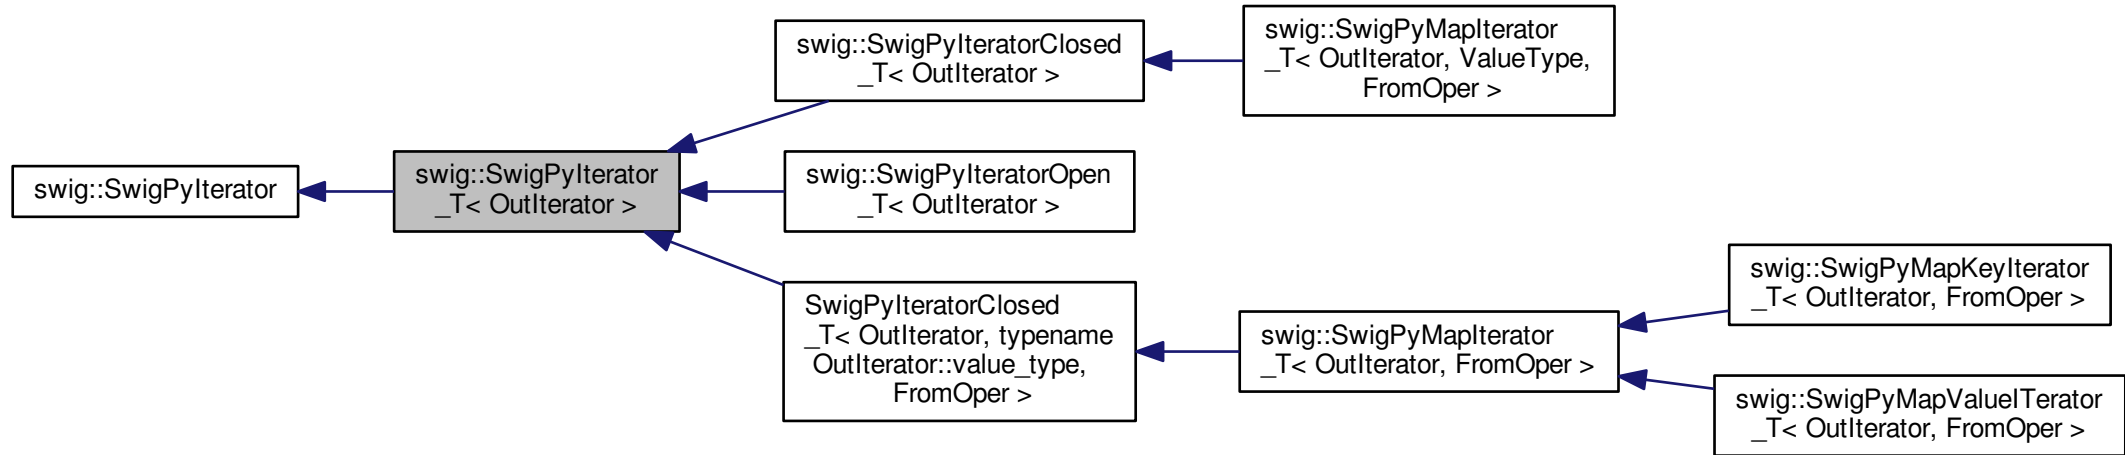 swig::SwigPyIterator
swig::SwigPyIterator
_T< OutIterator >
swig::SwigPyIteratorClosed
_T< OutIterator >
swig::SwigPyMapIterator
_T< OutIterator, ValueType,
FromOper >
swig::SwigPyIteratorOpen
_T< OutIterator >
SwigPyIteratorClosed
_T< OutIterator, typename
OutIterator::value_type,
FromOper >
swig::SwigPyMapIterator
_T< OutIterator, FromOper >
swig::SwigPyMapKeyIterator
_T< OutIterator, FromOper >
swig::SwigPyMapValueITerator
_T< OutIterator, FromOper >